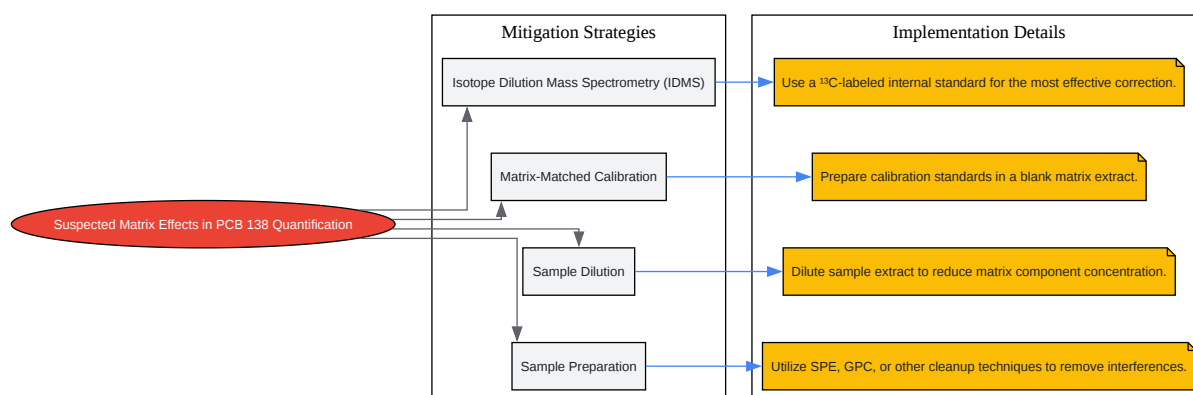 Mitigation Strategies
Implementation Details
Isotope Dilution Mass Spectrometry (IDMS)
Use a ¹³C-labeled internal standard for the most effective correction.
Matrix-Matched Calibration
Prepare calibration standards in a blank matrix extract.
Suspected Matrix Effects in PCB 138 Quantification
Sample Dilution
Dilute sample extract to reduce matrix component concentration.
Sample Preparation
Utilize SPE, GPC, or other cleanup techniques to remove interferences.